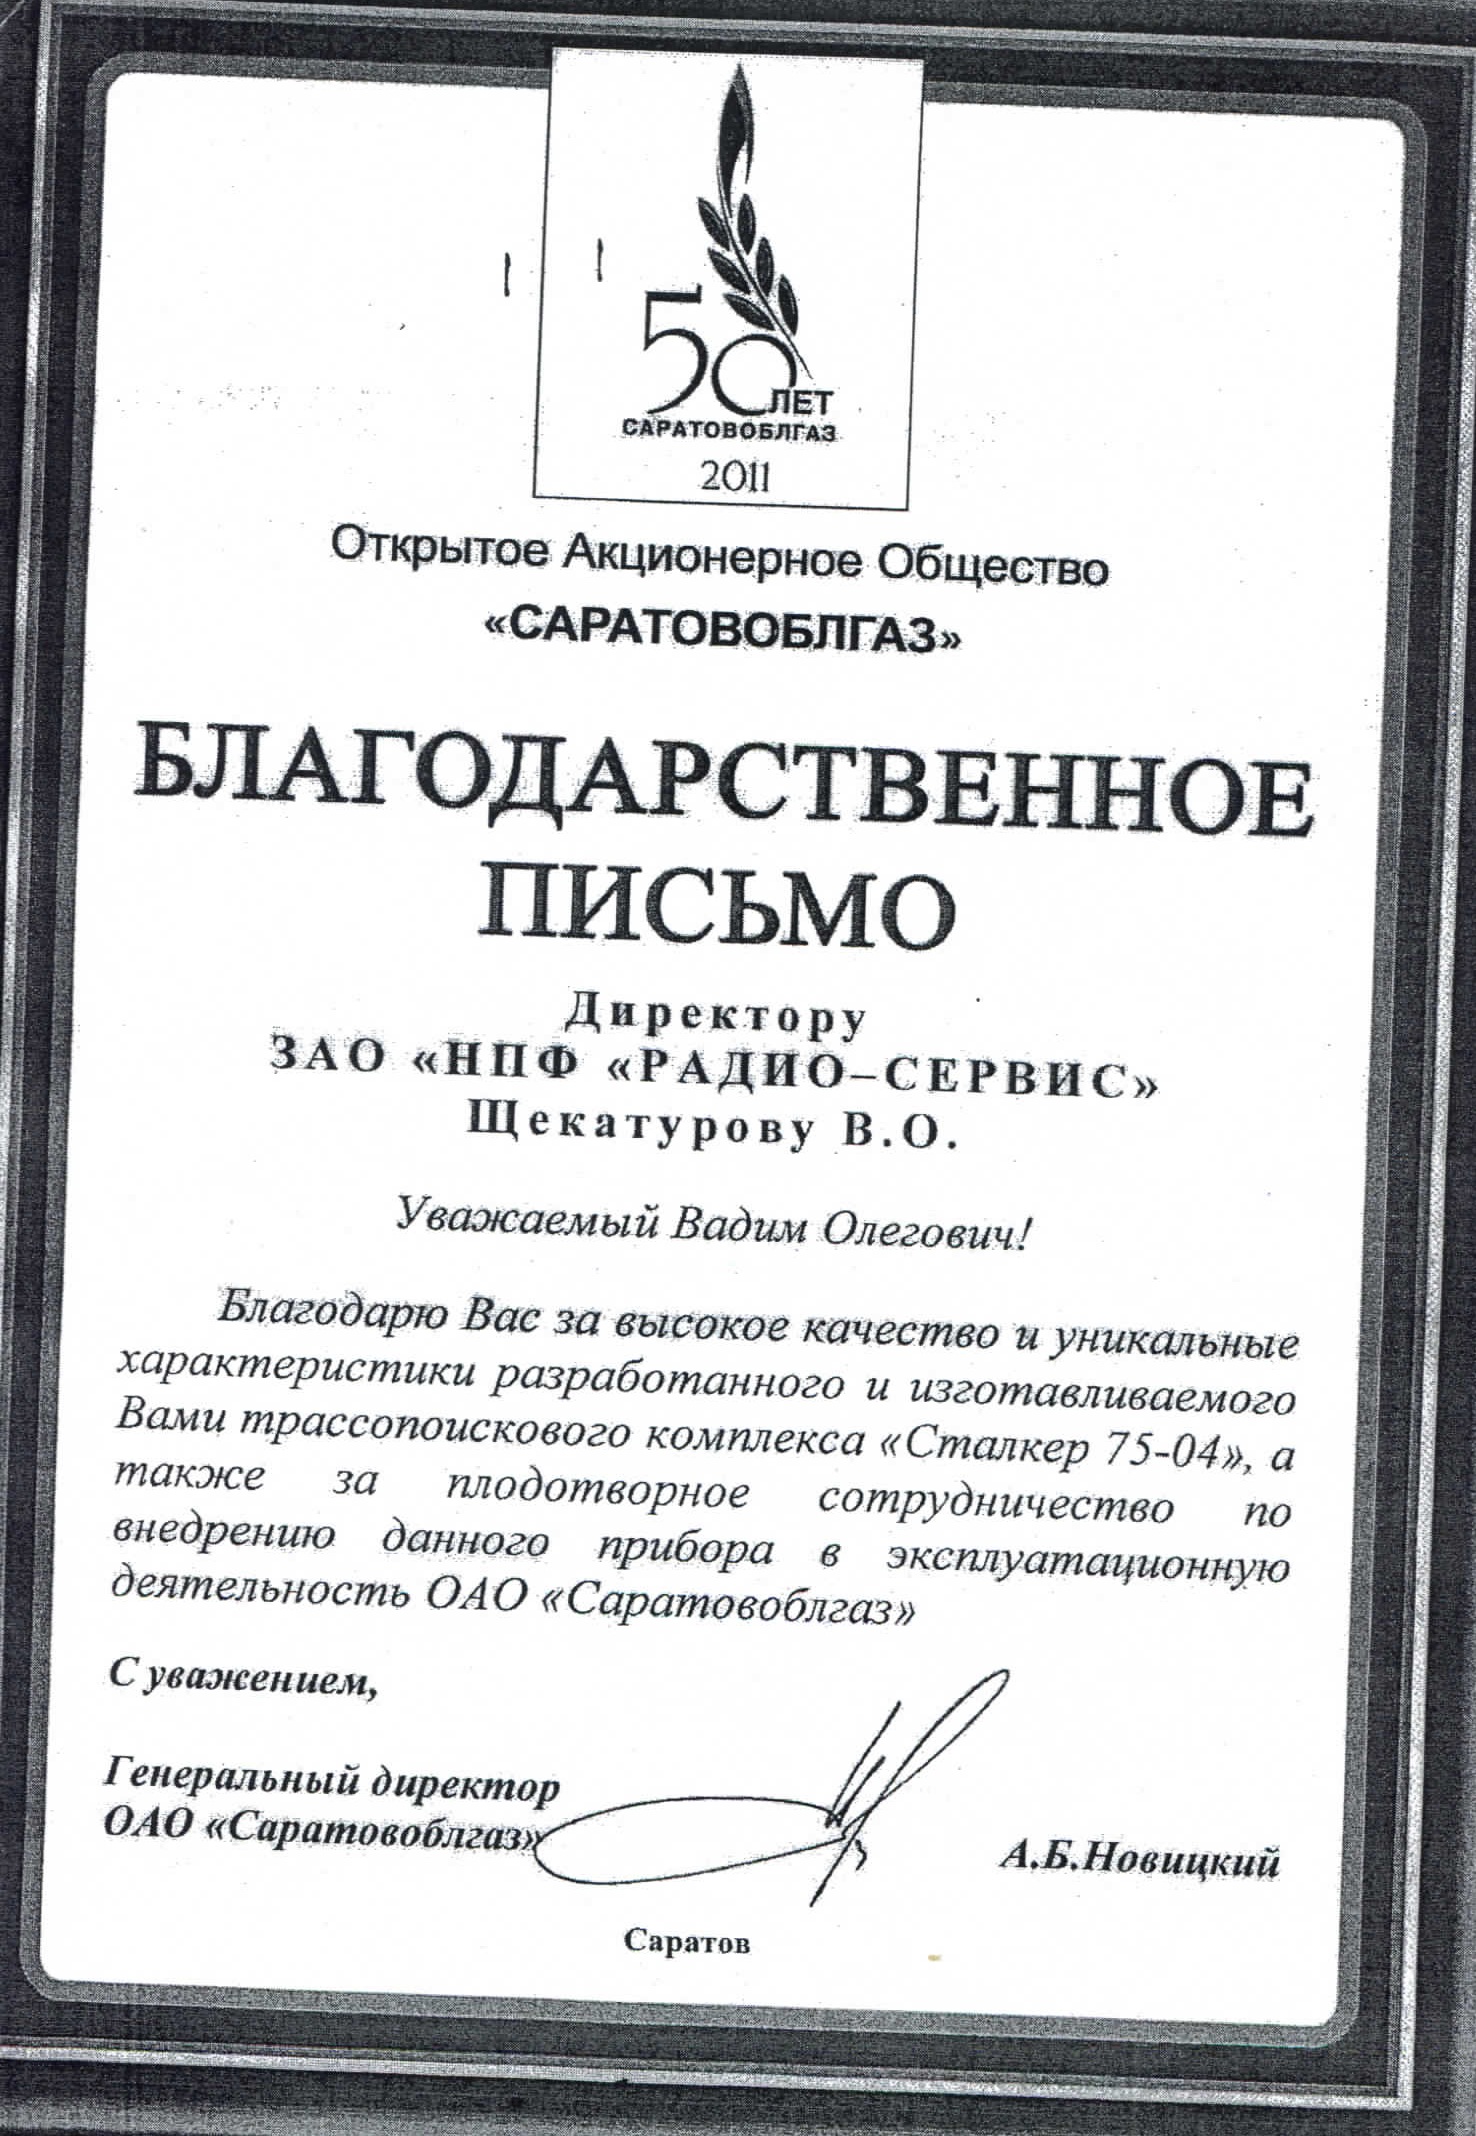 50 ЛЕТ
САРАТОВОБЛГАЗ
2011
Открытое Акционерное Общество
«САРАТОВОБЛГАЗ»
БЛАГОДАРСТВЕННОЕ
ПИСЬМО
Директору
ЗАО «НПФ «РАДИО–СЕРВИС»
Щекатурову В.О.
Уважаемый Вадим Олегович!
Благодарю Вас за высокое качество и уникальные
характеристики разработанного и изготавливаемого
Вами трассопоискового комплекса «Сталкер 75-04», а
также за плодотворное сотрудничество по
внедрению данного прибора в эксплуатационную
деятельность ОАО «Саратовоблгаз»
С уважением,
Генеральный директор
ОАО «Саратовоблгаз»
А.Б.Новицкий
Саратов